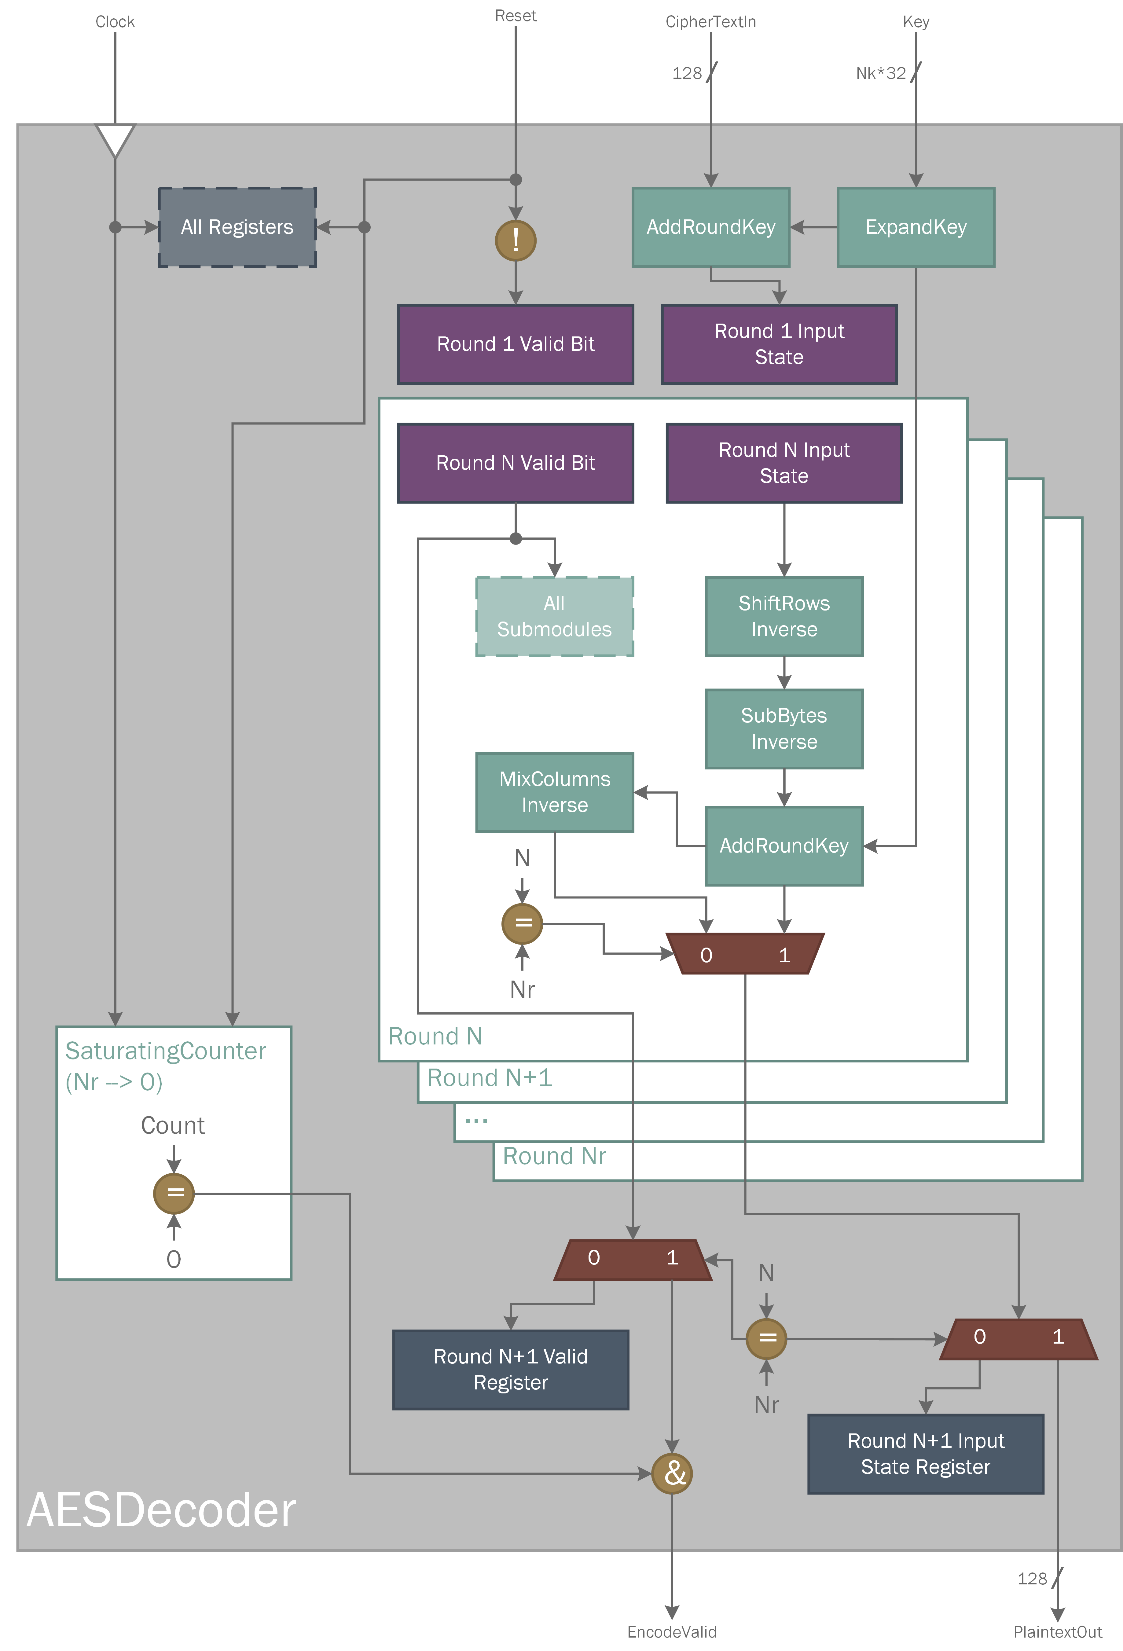 Clock
Reset
CipherTextIn
Key
128
Nk*32
All Registers
!
AddRoundKey
ExpandKey
Round 1 Valid Bit
Round 1 Input
State
Round N Valid Bit
Round N Input
State
All
Submodules
ShiftRows
Inverse
SubBytes
Inverse
MixColumns
Inverse
AddRoundKey
N
=
Nr
0 1
Round N
Round N+1
...
Round Nr
SaturatingCounter
(Nr --> 0)
Count
=
0
0 1
N
=
Nr
0 1
Round N+1 Valid
Register
Round N+1 Input
State Register
&
AESDecoder
128
EncodeValid
PlaintextOut